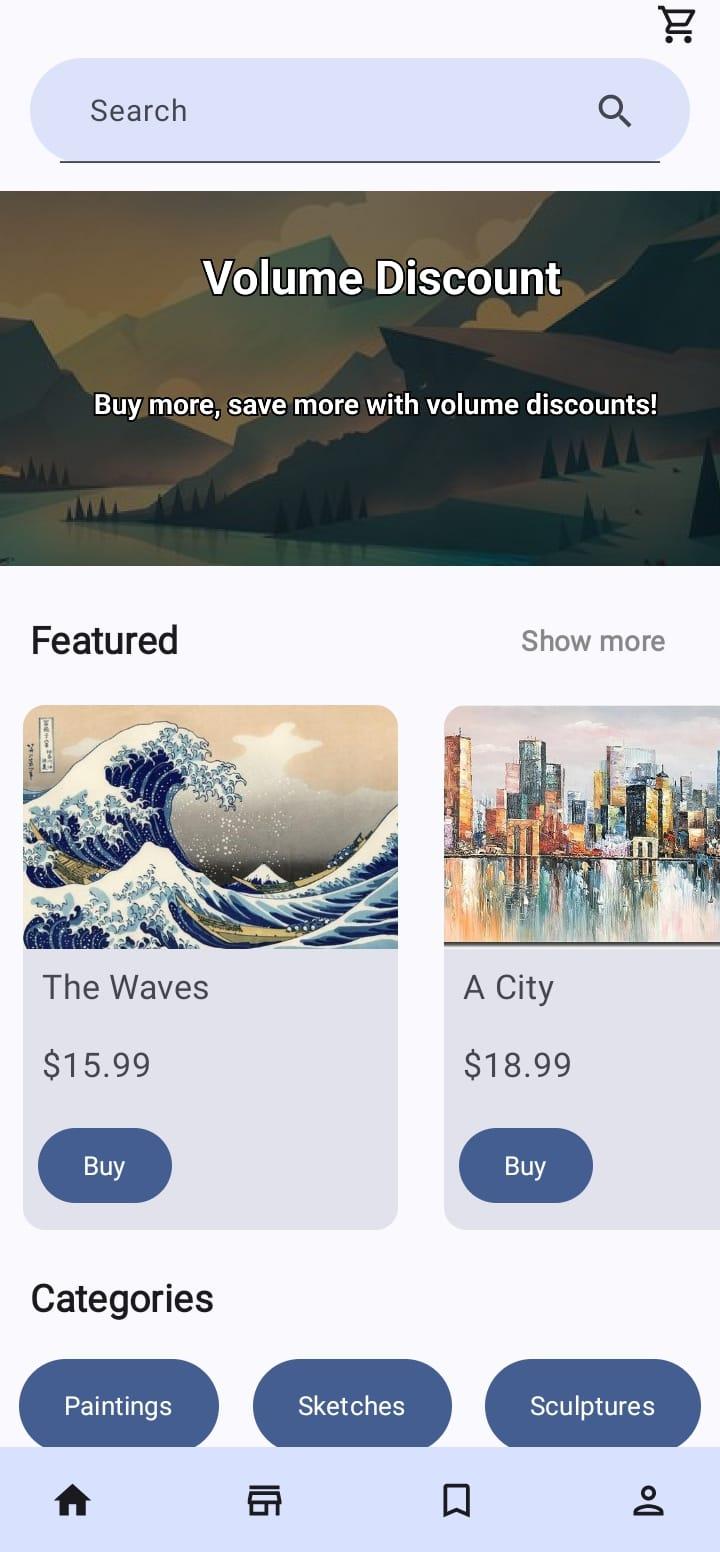 Search
Volume Discount
Buy more, save more with volume discounts!
Featured
Show more
The Waves
A City
$15.99
$18.99
Buy
Buy
Categories
Paintings
Sketches
Sculptures